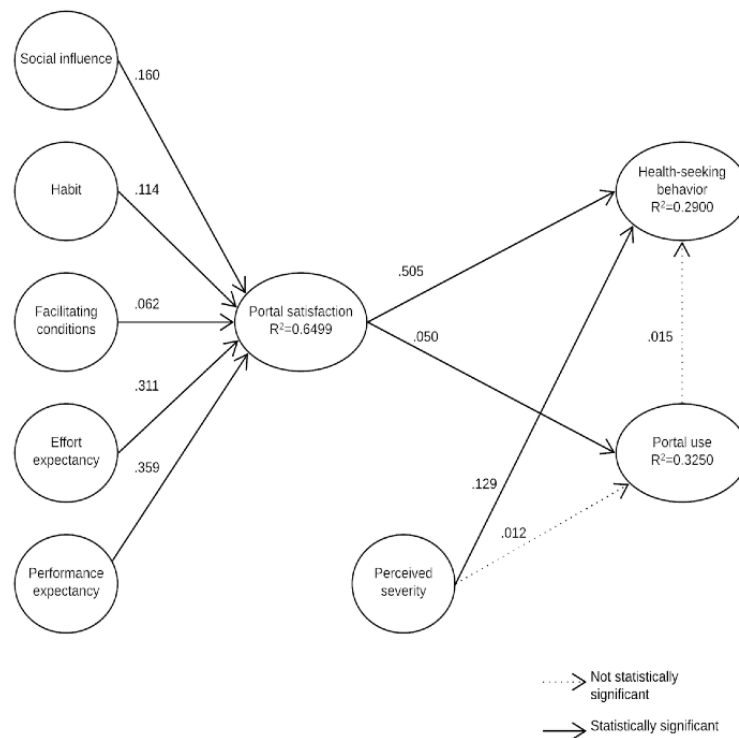 Social influence
.160
Habit
.114
Facilitating
conditions
.062
Effort
expectancy
.311
Performance
expectancy
.359
Portal satisfaction
R²=0.6499
.505
.050
Health-seeking
behavior
R²=0.2900
.015
Portal use
R²=0.3250
.129
.012
Perceived
severity
Not statistically
significant
Statistically significant